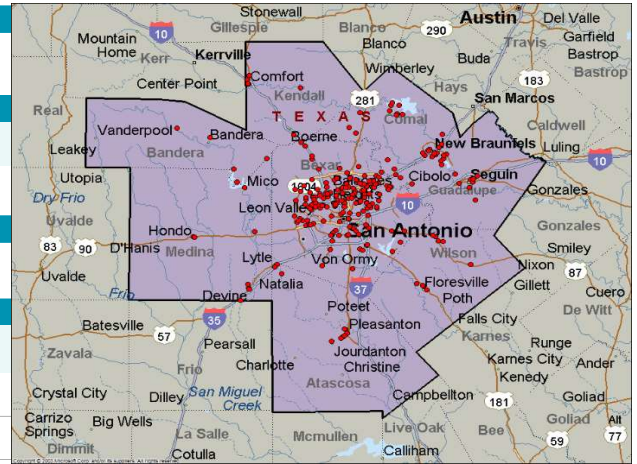 Stonewall
Austin
Del Valle
Gillespie
Blanco
290
Travis
Garfield
Mountain
Home
10
Kerr
Kerrville
Blanco
Buda
Bastrop
Bastrop
Center Point
Comfort
Wimberley
Hays
183
Kendall
281
San Marcos
Real
TEXAS
Comal
Caldwell
Vanderpool
Bandera
Boerne
New Braunfels
Luling
Leakey
Bandera
Bexar
10
Utopia
Mico
1604
Cibolo
Seguin
Guadalupe
Gonzales
Dry Frio
Leon Valley
10
Uvalde
Hondo
San Antonio
Gonzales
83
90
D'Hanis
Medina
Wilson
Smiley
Lytle
Von Ormy
Nixon
87
Uvalde
Natalia
37
Floresville
Gillett
Frio
Devine
Poth
Cuero
Poteet
De Witt
35
Falls City
Batesville
57
Pleasanton
Karnes
Pearsall
Jourdanton
Runge
Zavala
Charlotte
Christine
Karnes City
Ander
Frio
Kenedy
Atascosa
Crystal City
Dilley
San Miguel
Creek
Campbellton
181
Goliad
Carrizo
Springs
Big Wells
Live Oak
Bee
Goliad
Alt
77
La Salle
Mcmullen
59
Dimmit
Cotulla
Calliham